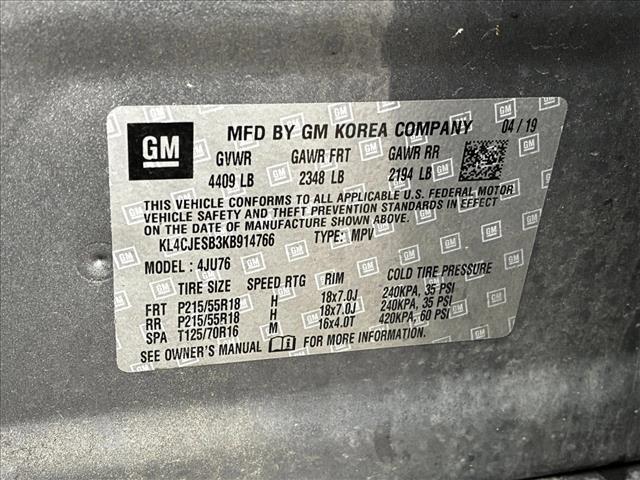 GM MFD BY GM KOREA COMPANY 04 / 19
GVWR GAWR FRT GAWR RR
4409 LB 2348 LB 2194 LB
THIS VEHICLE CONFORMS TO ALL APPLICABLE U.S. FEDERAL MOTOR
VEHICLE SAFETY AND THEFT PREVENTION STANDARDS IN EFFECT
ON THE DATE OF MANUFACTURE SHOWN ABOVE.
KL4CJESB3KB914766 TYPE: MPV
MODEL : 4JU76
TIRE SIZE SPEED RTG RIM COLD TIRE PRESSURE
FRT P215/55R18 H 18x7.0J 240KPA, 35 PSI
RR P215/55R18 H 18x7.0J 240KPA, 35 PSI
SPA T125/70R16 M 16x4.0T 420KPA, 60 PSI
SEE OWNER'S MANUAL FOR MORE INFORMATION.